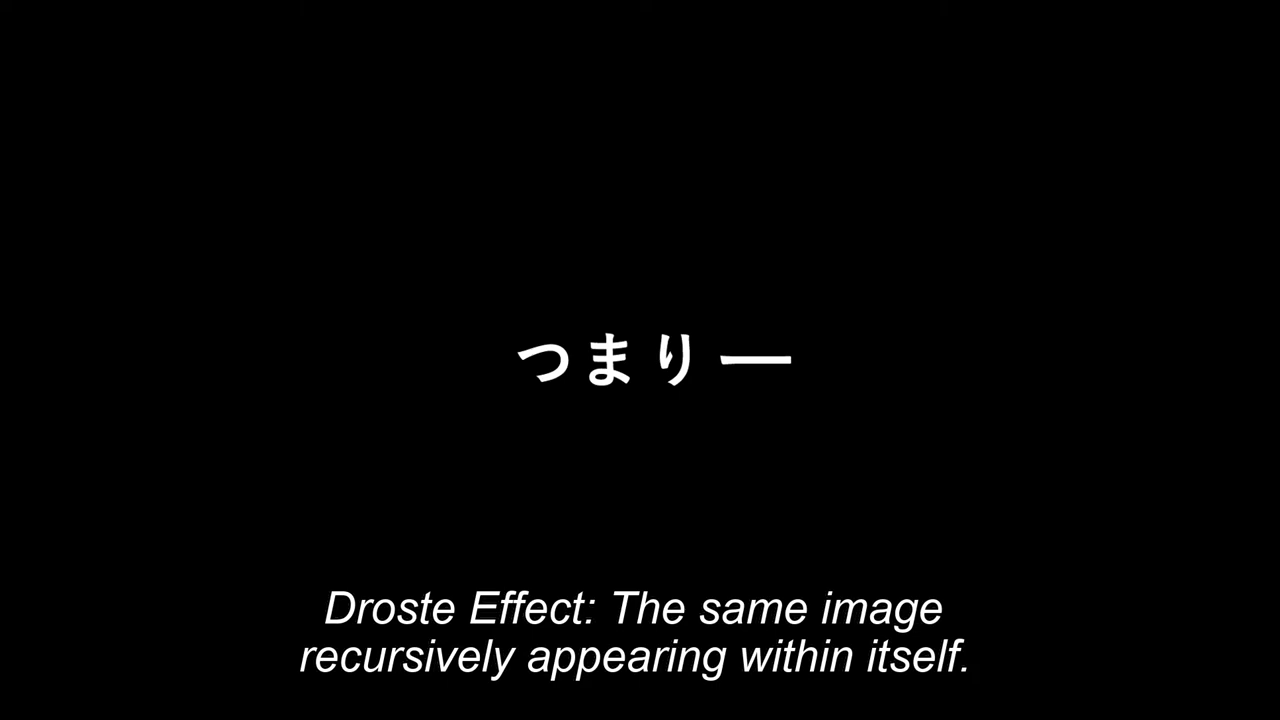 つまり―
Droste Effect: The same image
recursively appearing within itself.